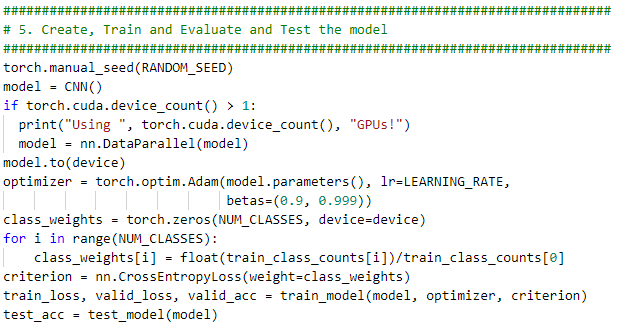 ################################################################################
# 5. Create, Train and Evaluate and Test the model
################################################################################
torch.manual_seed(RANDOM_SEED)
model = CNN()
if torch.cuda.device_count() > 1:
  print("Using ", torch.cuda.device_count(), "GPUs!")
  model = nn.DataParallel(model)
model.to(device)
optimizer = torch.optim.Adam(model.parameters(), lr=LEARNING_RATE,
                             betas=(0.9, 0.999))
class_weights = torch.zeros(NUM_CLASSES, device=device)
for i in range(NUM_CLASSES):
    class_weights[i] = float(train_class_counts[i])/train_class_counts[0]
criterion = nn.CrossEntropyLoss(weight=class_weights)
train_loss, valid_loss, valid_acc = train_model(model, optimizer, criterion)
test_acc = test_model(model)